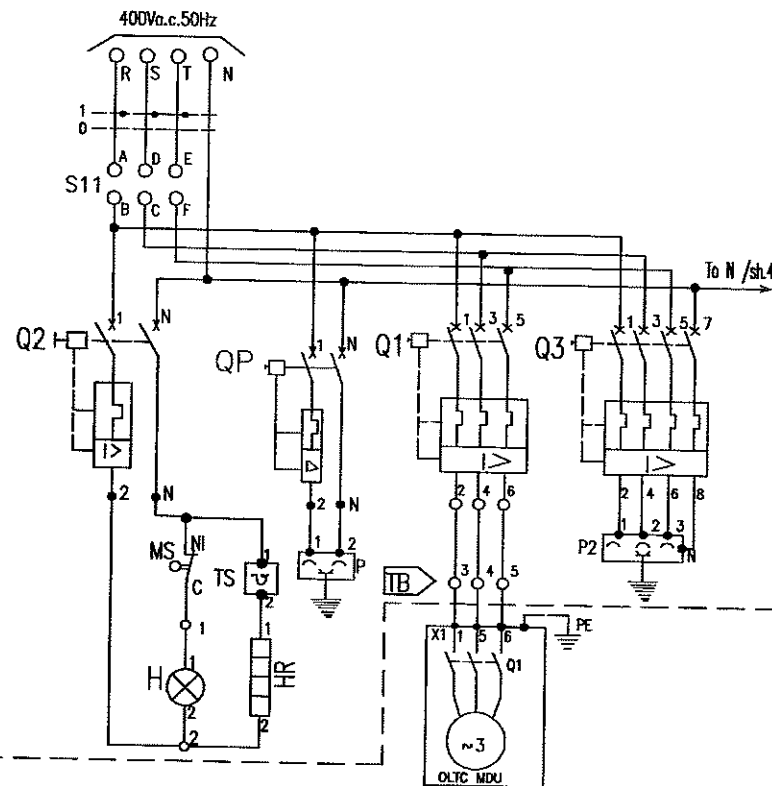 400Va.c.50Hz
R S T N
1
0
A D E
S11
B C F
To N /sh.4
1 N
Q2
1 N
QP
1 3 5
Q1
1 3 5 7
Q3
I>
I>
I>
2 N
2 N
2 4 6
2 4 6 8
1 2
P
1 2 3
P2
N
MS
NI
C
TS
1
2
TB
3 4 5
1
1
H
2
2
1
HR
2
X1
1 5 6
PE
Q1
~3
OLTC MDU